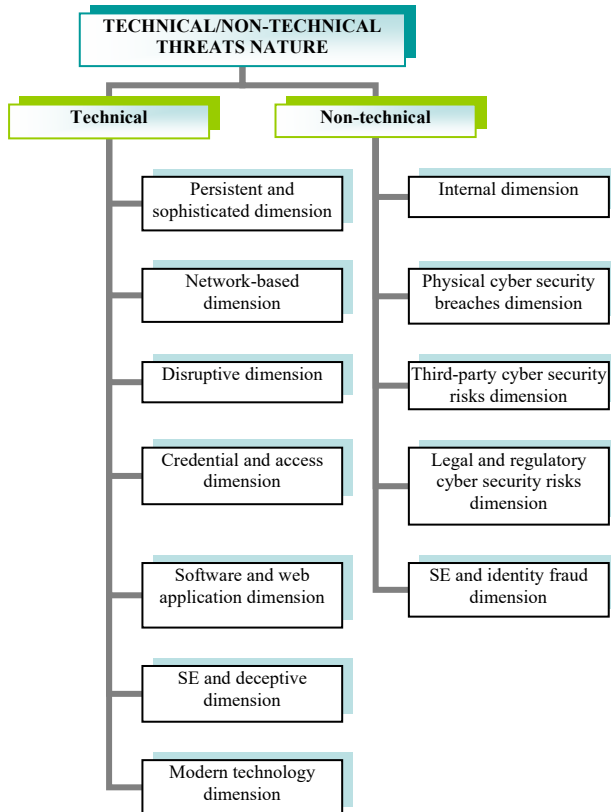 TECHNICAL/NON-TECHNICAL
THREATS NATURE
Technical
Non-technical
Persistent and
sophisticated dimension
Network-based
dimension
Disruptive dimension
Credential and access
dimension
Software and web
application dimension
SE and deceptive
dimension
Modern technology
dimension
Internal dimension
Physical cyber security
breaches dimension
Third-party cyber security
risks dimension
Legal and regulatory
cyber security risks
dimension
SE and identity fraud
dimension